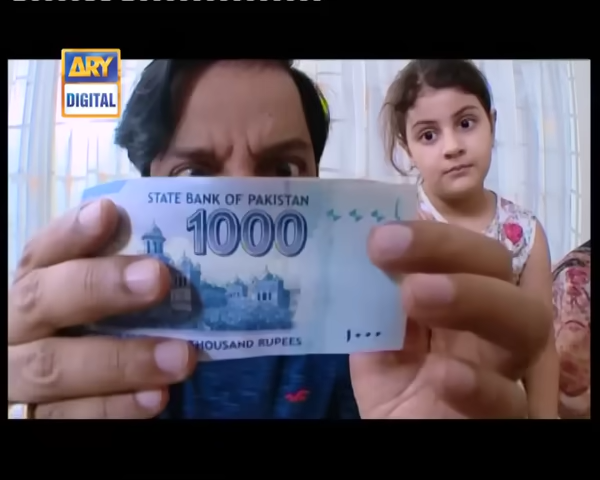 ARY
DIGITAL
STATE BANK OF PAKISTAN
1000
THOUSAND RUPEES
۱۰۰۰